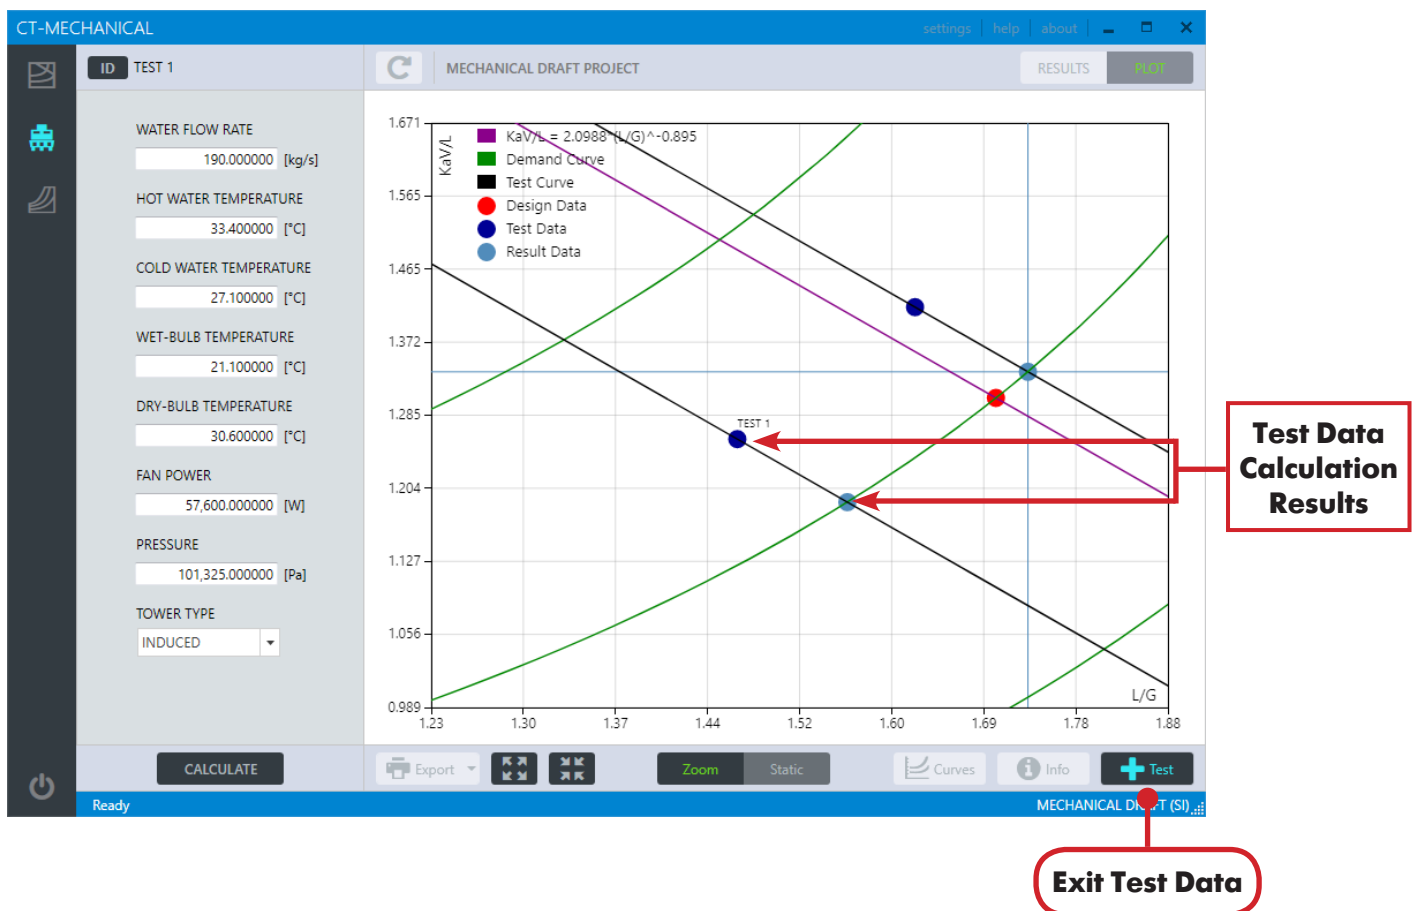 CT-MECHANICAL
settings | help | about
ID TEST 1
MECHANICAL DRAFT PROJECT
RESULTS PLOT
WATER FLOW RATE
190.000000 [kg/s]
HOT WATER TEMPERATURE
33.400000 [°C]
COLD WATER TEMPERATURE
27.100000 [°C]
WET-BULB TEMPERATURE
21.100000 [°C]
DRY-BULB TEMPERATURE
30.600000 [°C]
FAN POWER
57,600.000000 [W]
PRESSURE
101,325.000000 [Pa]
TOWER TYPE
INDUCED
CALCULATE
KaV/L
KaV/L = 2.0988*(L/G)^-0.895
Demand Curve
Test Curve
Design Data
Test Data
Result Data
1.671
1.565
1.465
1.372
1.285
1.204
1.127
1.056
0.989
TEST 1
L/G
1.23 1.30 1.37 1.44 1.52 1.60 1.69 1.78 1.88
Export Zoom Static Curves Info Test
Ready
MECHANICAL DRAFT (SI)
Test Data
Calculation
Results
Exit Test Data